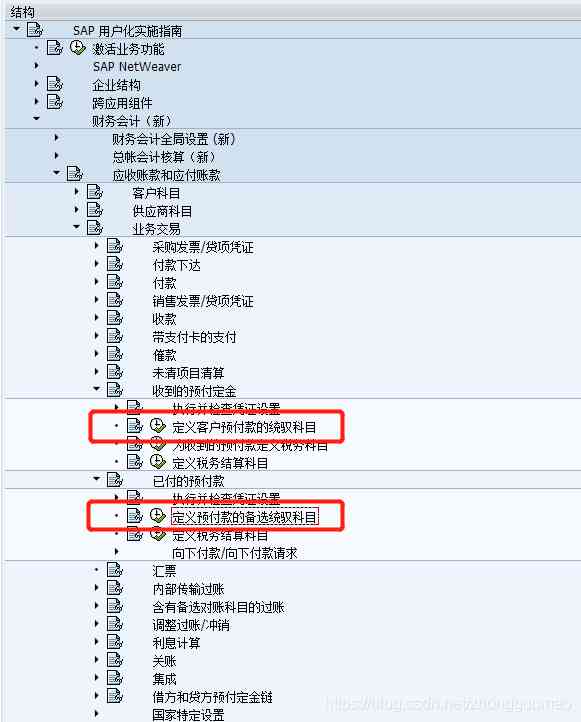 结构
SAP 用户化实施指南
激活业务功能
SAP NetWeaver
企业结构
跨应用组件
财务会计（新）
财务会计全局设置 (新)
总帐会计核算（新）
应收账款和应付账款
客户科目
供应商科目
业务交易
采购发票/贷项凭证
付款下达
付款
销售发票/贷项凭证
收款
带支付卡的支付
催款
未清项目清算
收到的预付定金
执行并检查凭证设置
定义客户预付款的统驭科目
为收到的预付款定义税务科目
定义税务结算科目
已付的预付款
执行并检查凭证设置
定义预付款的备选统驭科目
定义税务结算科目
向下付款/向下付款请求
汇票
内部传输过账
含有备选对账科目的过账
调整过账/冲销
利息计算
关账
集成
借方和贷方预付定金链
国家特定设置